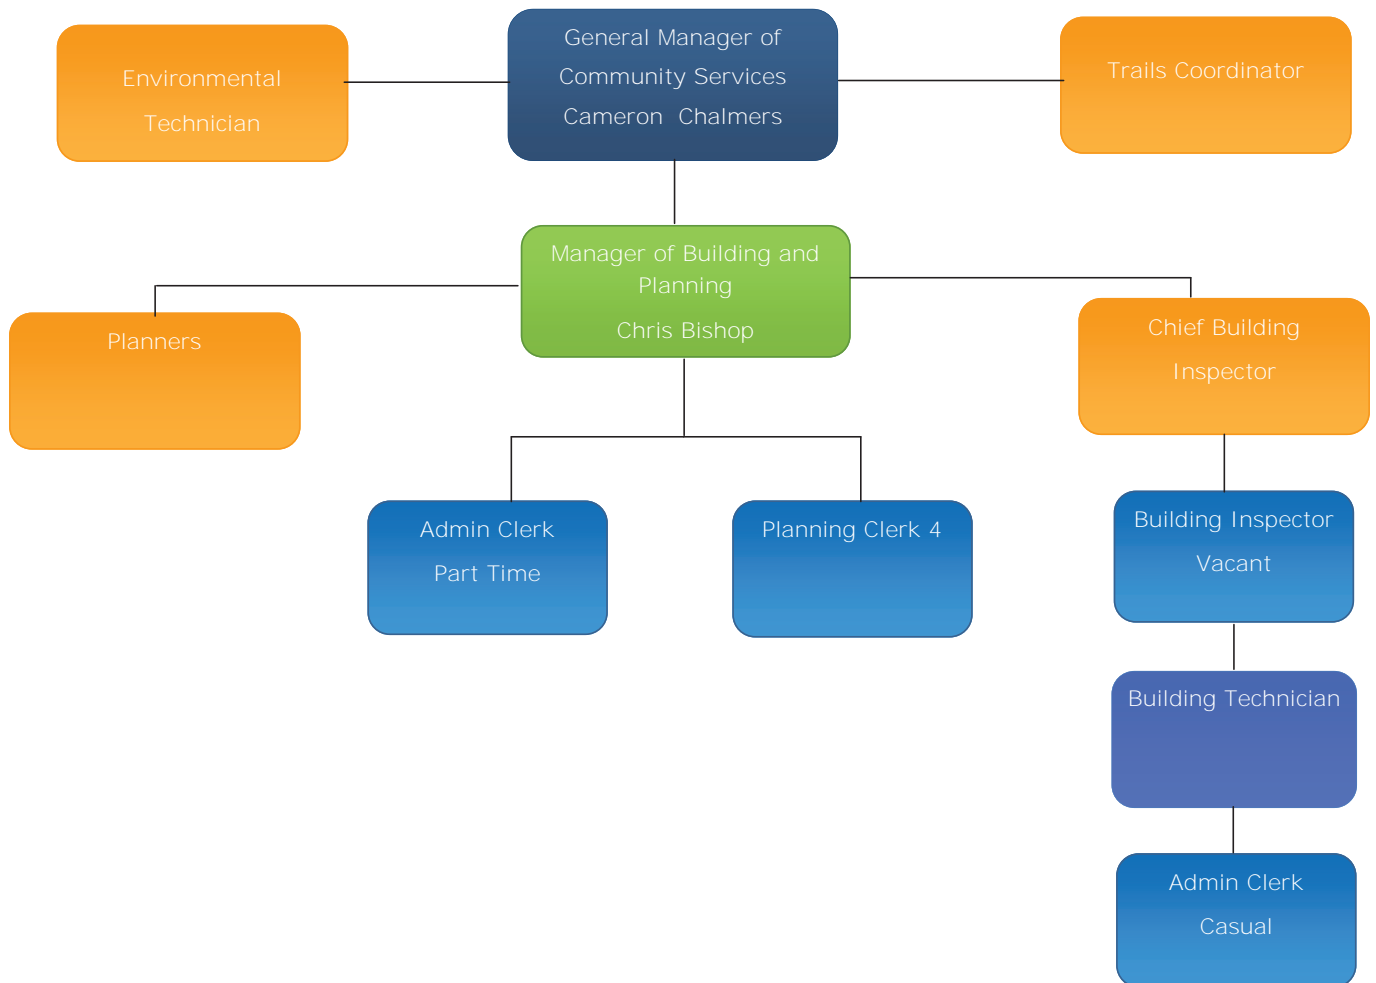 General Manager of
Community Services
Cameron Chalmers
Environmental
Technician
Trails Coordinator
Manager of Building and
Planning
Chris Bishop
Planners
Chief Building
Inspector
Admin Clerk
Part Time
Planning Clerk 4
Building Inspector
Vacant
Building Technician
Admin Clerk
Casual